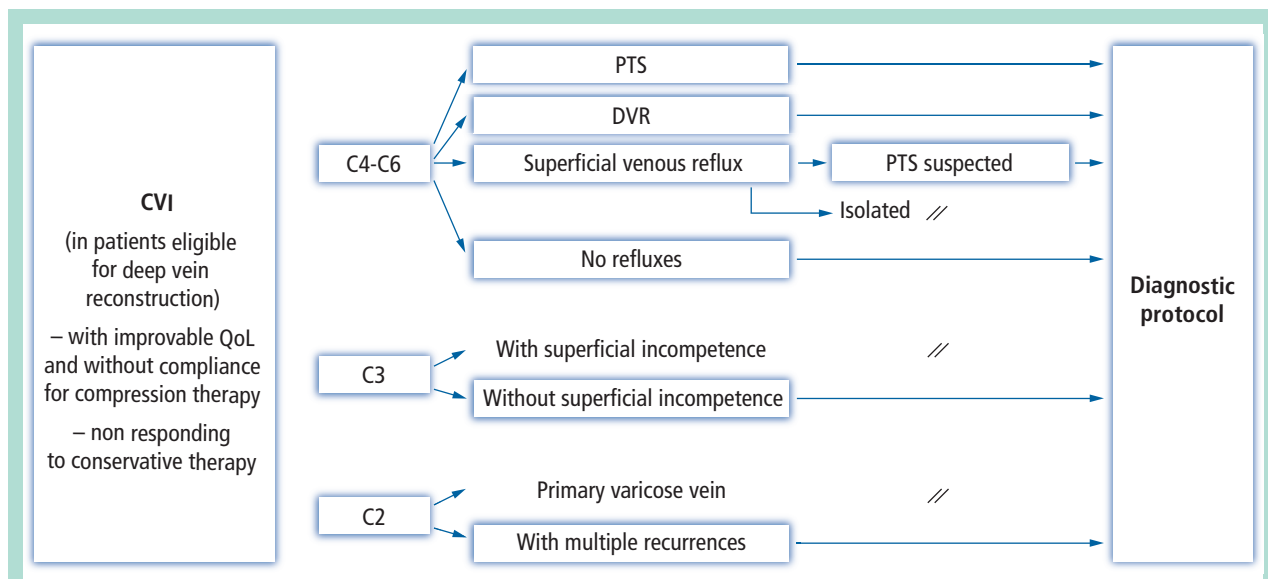 CVI
(in patients eligible
for deep vein
reconstruction)
– with improvable QoL
and without compliance
for compression therapy
– non responding
to conservative therapy
C4-C6
PTS
DVR
Superficial venous reflux
PTS suspected
Isolated //
No refluxes
C3
With superficial incompetence //
Without superficial incompetence
C2
Primary varicose vein //
With multiple recurrences
Diagnostic
protocol